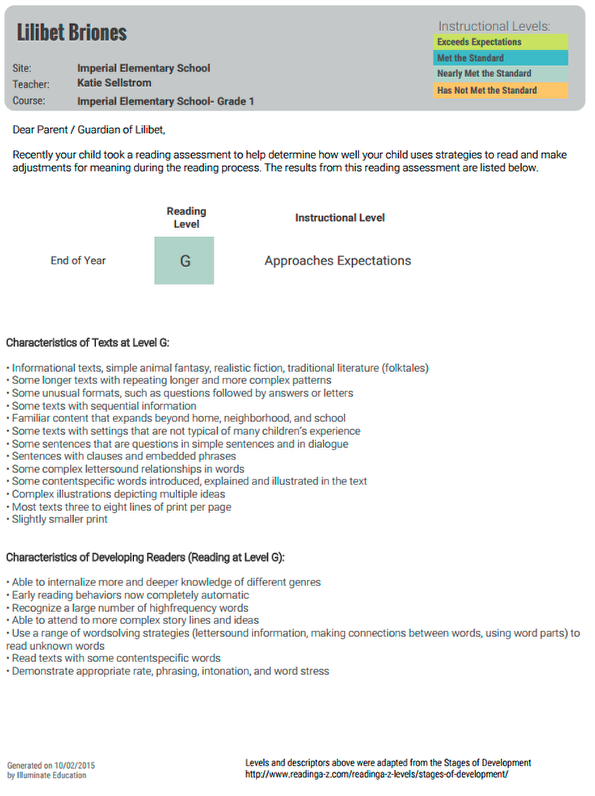 Lilibet Briones
Instructional Levels:
Exceeds Expectations
Met the Standard
Nearly Met the Standard
Has Not Met the Standard
Site: Imperial Elementary School
Teacher: Katie Sellstrom
Course: Imperial Elementary School- Grade 1
Dear Parent / Guardian of Lilibet,
Recently your child took a reading assessment to help determine how well your child uses strategies to read and make
adjustments for meaning during the reading process. The results from this reading assessment are listed below.
Reading
Level
Instructional Level
End of Year G Approaches Expectations
Characteristics of Texts at Level G:
• Informational texts, simple animal fantasy, realistic fiction, traditional literature (folktales)
• Some longer texts with repeating longer and more complex patterns
• Some unusual formats, such as questions followed by answers or letters
• Some texts with sequential information
• Familiar content that expands beyond home, neighborhood, and school
• Some texts with settings that are not typical of many children's experience
• Some sentences that are questions in simple sentences and in dialogue
• Sentences with clauses and embedded phrases
• Some complex lettersound relationships in words
• Some contentspecific words introduced, explained and illustrated in the text
• Complex illustrations depicting multiple ideas
• Most texts three to eight lines of print per page
• Slightly smaller print
Characteristics of Developing Readers (Reading at Level G):
• Able to internalize more and deeper knowledge of different genres
• Early reading behaviors now completely automatic
• Recognize a large number of highfrequency words
• Able to attend to more complex story lines and ideas
• Use a range of wordsolving strategies (lettersound information, making connections between words, using word parts) to
read unknown words
• Read texts with some contentspecific words
• Demonstrate appropriate rate, phrasing, intonation, and word stress
Generated on 10/02/2015
by Illuminate Education
Levels and descriptors above were adapted from the Stages of Development
http://www.readinga-z.com/readinga-z-levels/stages-of-development/